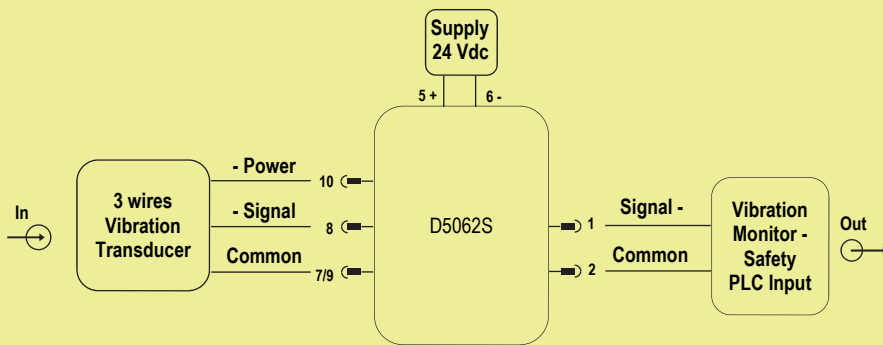 Supply
24 Vdc
5 +
6 -
- Power
10
3 wires
Vibration
Transducer
In
- Signal
8
Common
7/9
D5062S
1
Signal -
2
Common
Vibration
Monitor -
Safety
PLC Input
Out